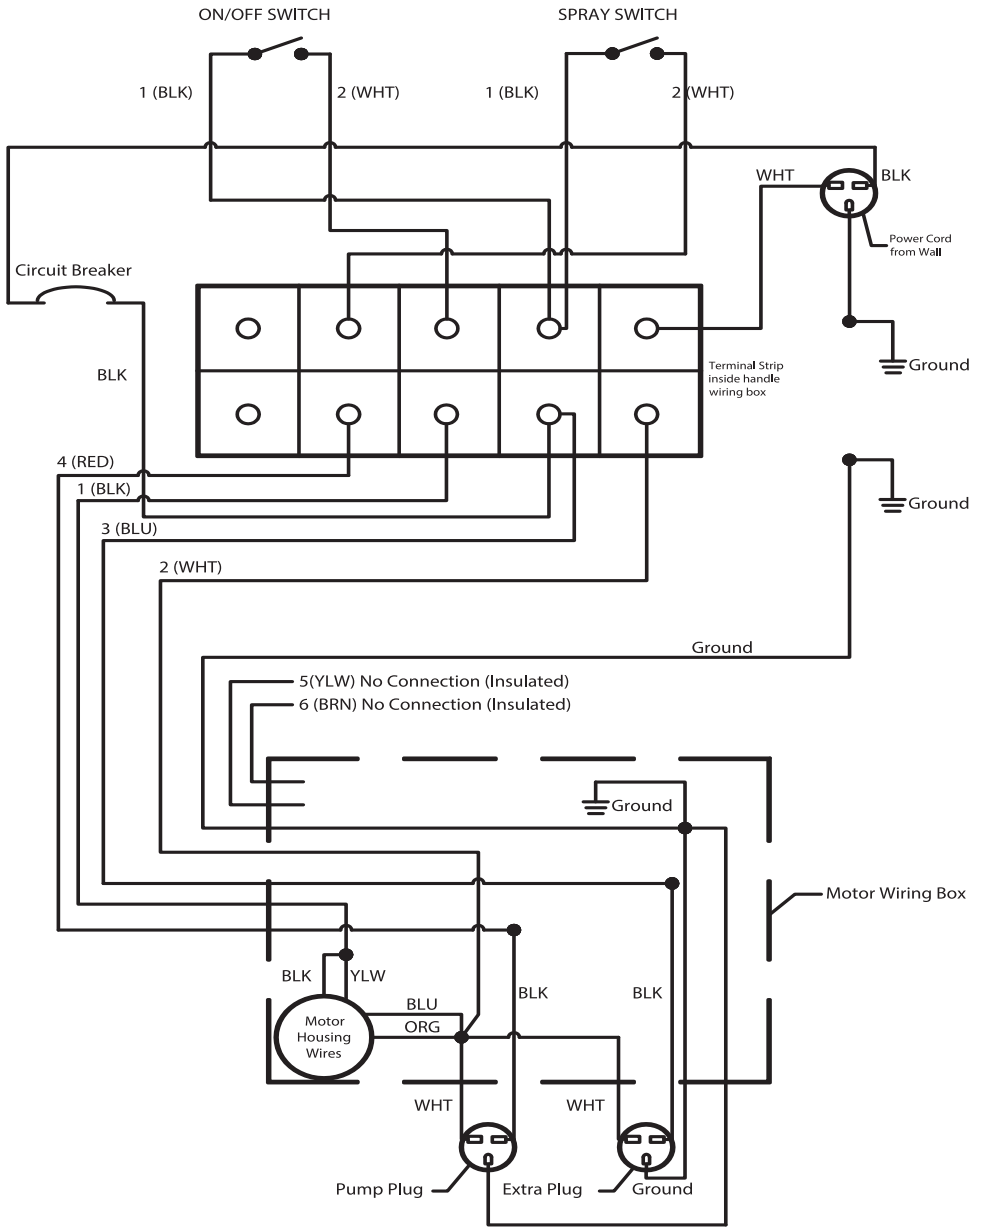 ON/OFF SWITCH
SPRAY SWITCH
1 (BLK)
2 (WHT)
1 (BLK)
2 (WHT)
WHT
BLK
Power Cord
from Wall
Circuit Breaker
Ground
Terminal Strip
inside handle
wiring box
BLK
4 (RED)
1 (BLK)
Ground
3 (BLU)
2 (WHT)
Ground
5(YLW) No Connection (Insulated)
6 (BRN) No Connection (Insulated)
Ground
Motor Wiring Box
BLK
YLW
BLK
BLK
BLU
ORG
Motor
Housing
Wires
WHT
WHT
Pump Plug
Extra Plug
Ground